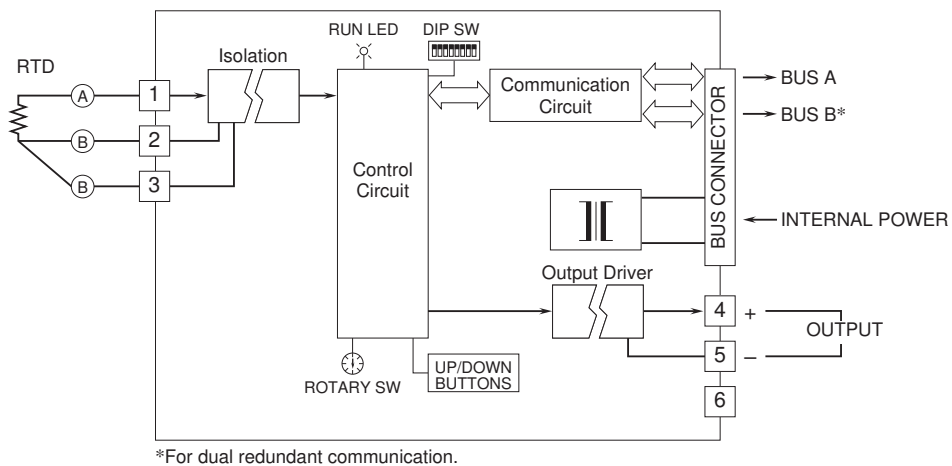 RUN LED
DIP SW
Isolation
RTD
A
1
B
2
B
3
Control
Circuit
Communication
Circuit
BUS CONNECTOR
BUS A
BUS B*
INTERNAL POWER
Output Driver
4 +
OUTPUT
5 –
6
ROTARY SW
UP/DOWN
BUTTONS
*For dual redundant communication.